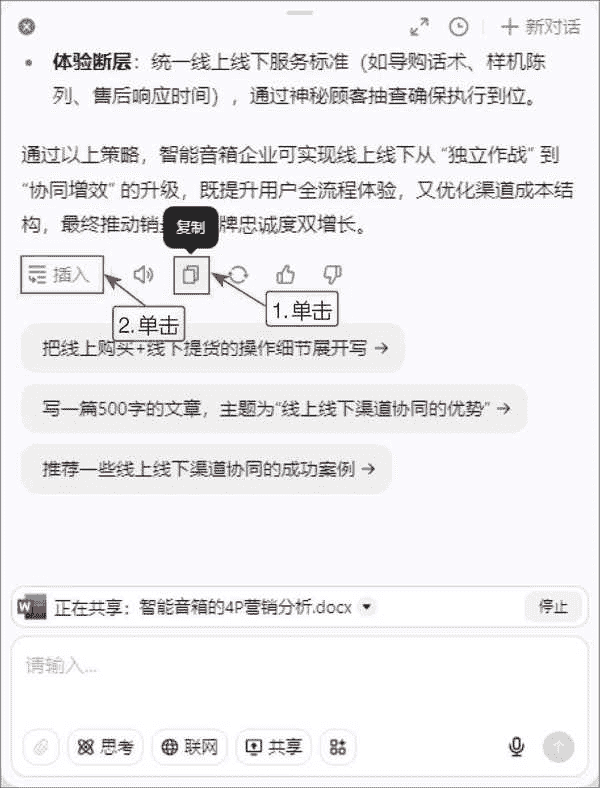 新对话
体验断层：统一线上线下服务标准（如导购话术、样机陈
列、售后响应时间），通过神秘顾客抽查确保执行到位。
通过以上策略，智能音箱企业可实现线上线下从 “独立作战” 到
“协同增效” 的升级，既提升用户全流程体验，又优化渠道成本结
构，最终推动销 牌忠诚度双增长。
复制
插入
2.单击
1.单击
把线上购买+线下提货的操作细节展开写 →
写一篇500字的文章，主题为“线上线下渠道协同的优势” →
推荐一些线上线下渠道协同的成功案例 →
W 正在共享：智能音箱的4P营销分析.docx
停止
请输入...
思考 联网 共享